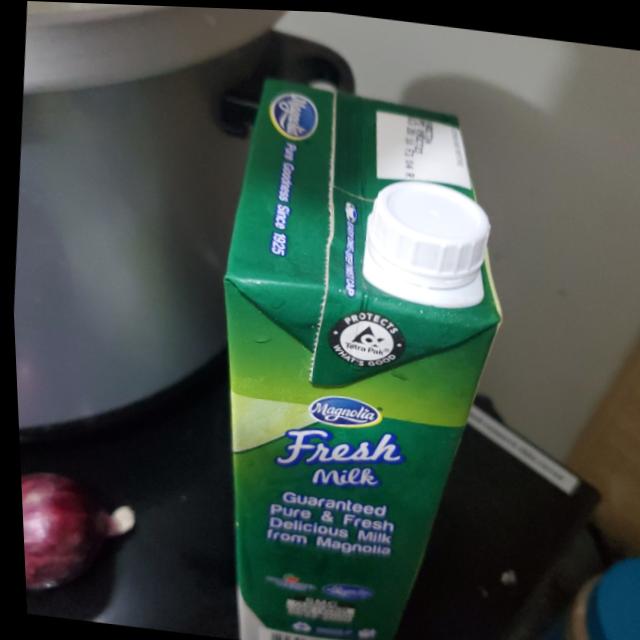 Magnolia
Pure Goodness Since 1925
PROTECTS
Tetra Pak
WHAT'S GOOD
Magnolia
Fresh
Milk
Guaranteed
Pure & Fresh
Delicious Milk
from Magnolia